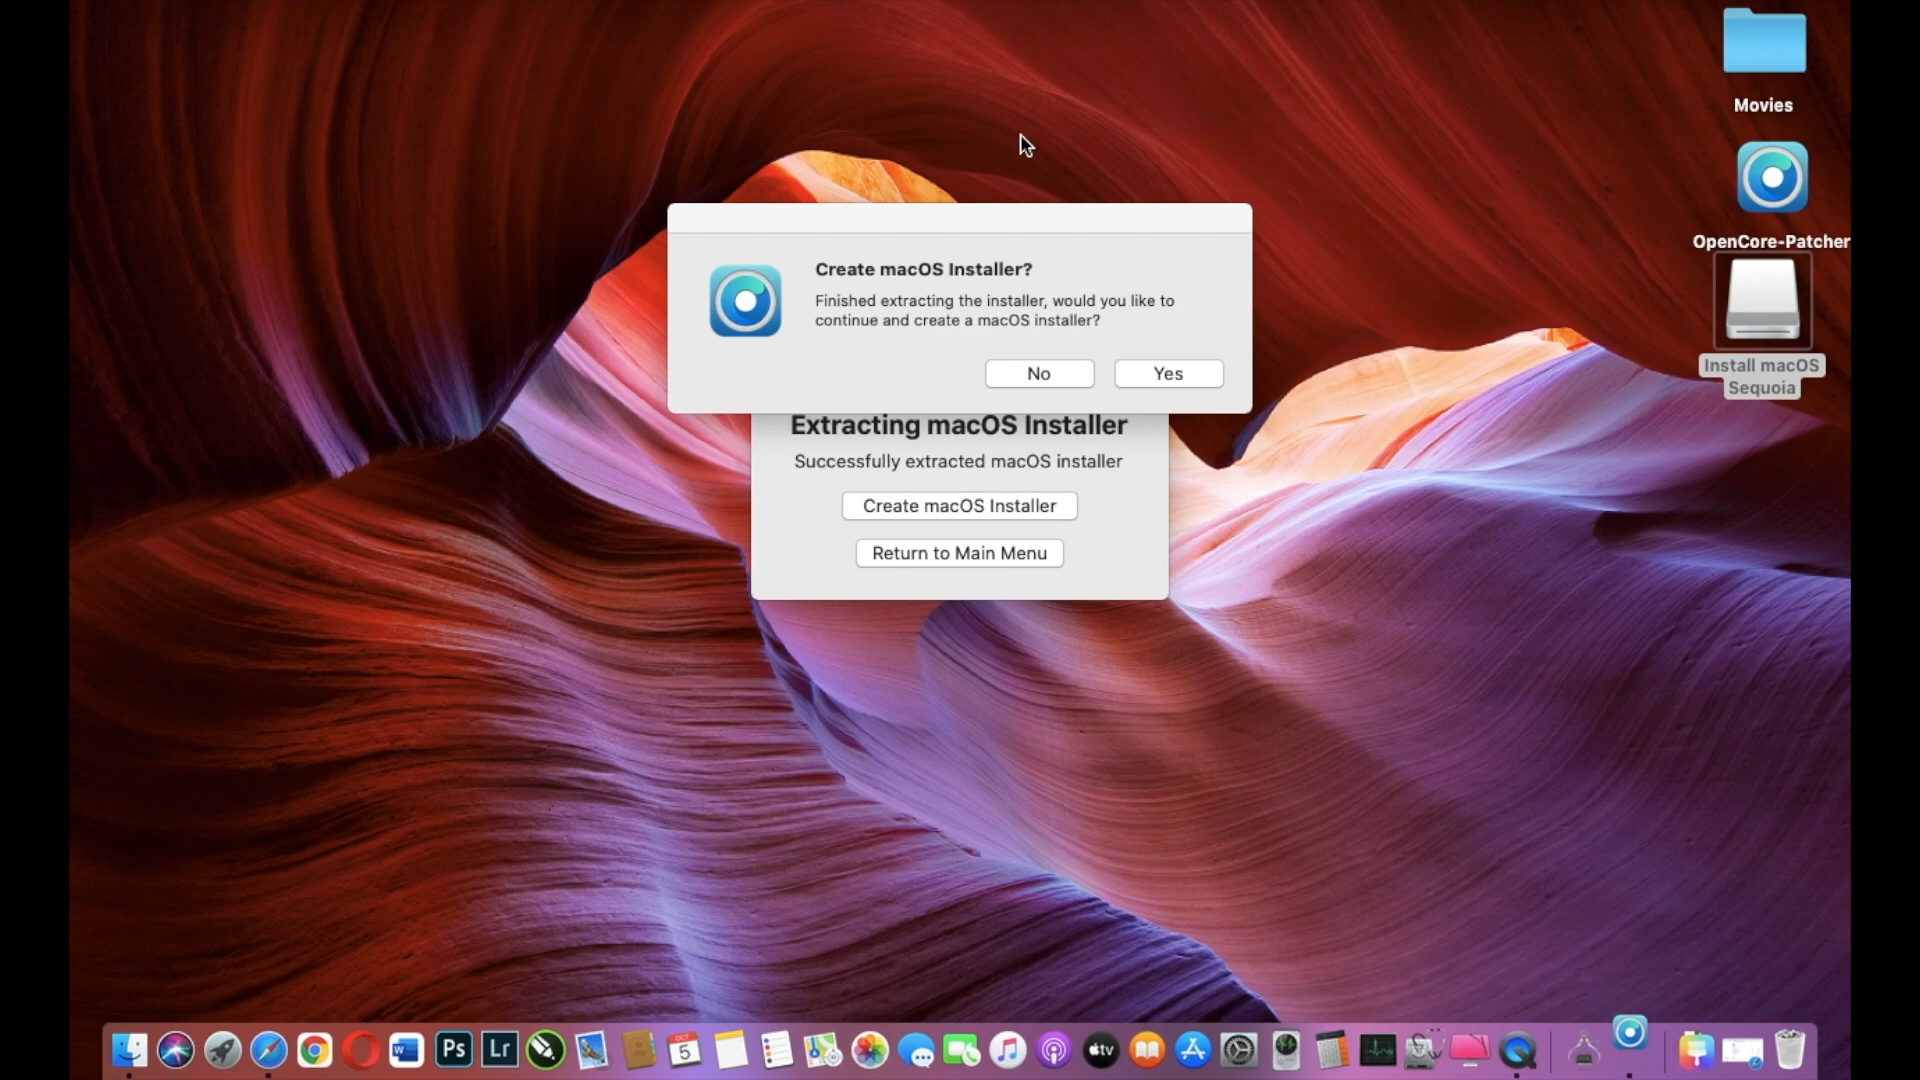 Movies
OpenCore-Patcher
Install macOS
Sequoia
Create macOS Installer?
Finished extracting the installer, would you like to
continue and create a macOS installer?
No
Yes
Extracting macOS Installer
Successfully extracted macOS installer
Create macOS Installer
Return to Main Menu
W
Ps
Lr
OCT
5
tv